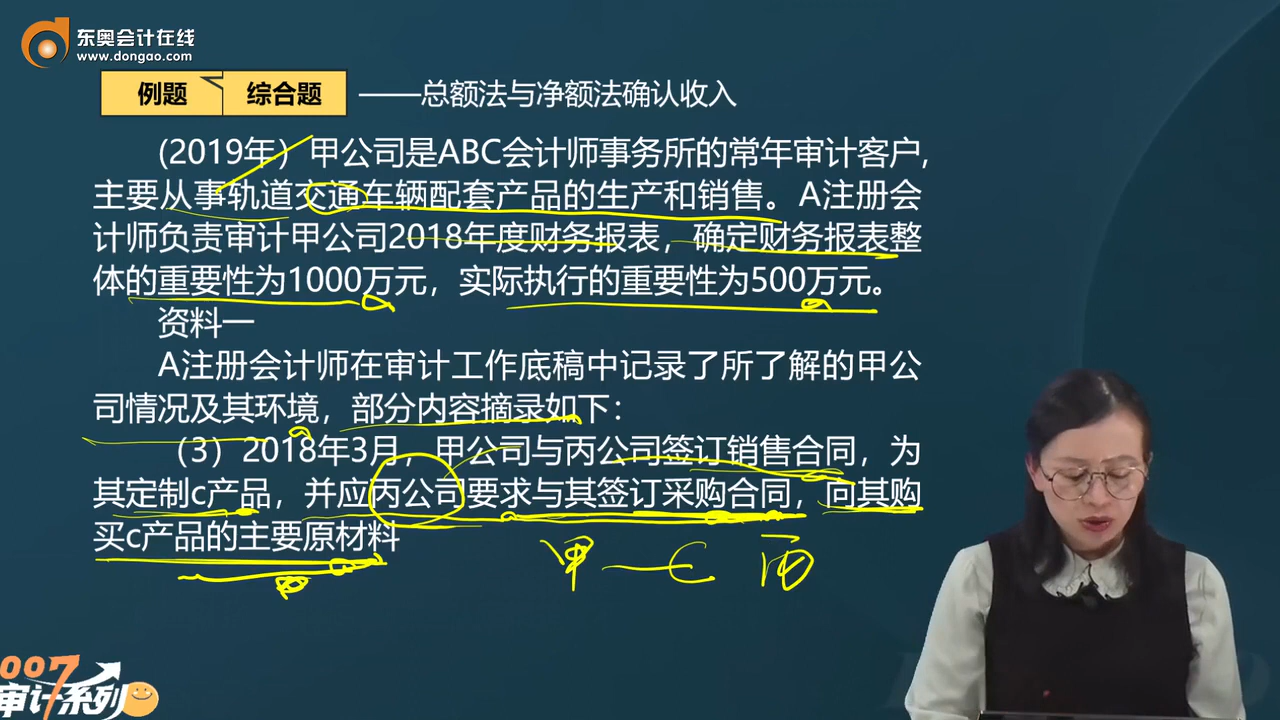 东奥会计在线
www.dongao.com
例题 综合题 ——总额法与净额法确认收入
(2019年）甲公司是ABC会计师事务所的常年审计客户,
主要从事轨道交通车辆配套产品的生产和销售。A注册会
计师负责审计甲公司2018年度财务报表，确定财务报表整
体的重要性为1000万元，实际执行的重要性为500万元。
资料一
A注册会计师在审计工作底稿中记录了所了解的甲公
司情况及其环境，部分内容摘录如下：
（3）2018年3月，甲公司与丙公司签订销售合同，为
其定制c产品，并应丙公司要求与其签订采购合同，向其购
买c产品的主要原材料
甲—C 丙
007
审计系列